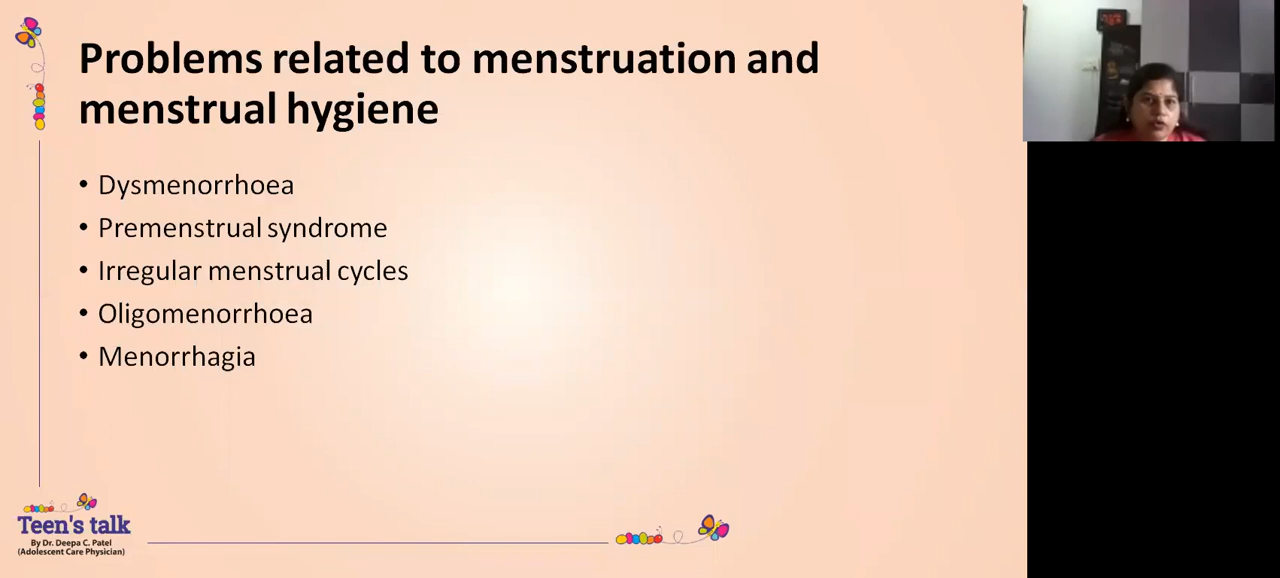 Problems related to menstruation and
menstrual hygiene
• Dysmenorrhoea
• Premenstrual syndrome
• Irregular menstrual cycles
• Oligomenorrhoea
• Menorrhagia
Teen's talk
By Dr. Deepa C. Patel
(Adolescent Care Physician)